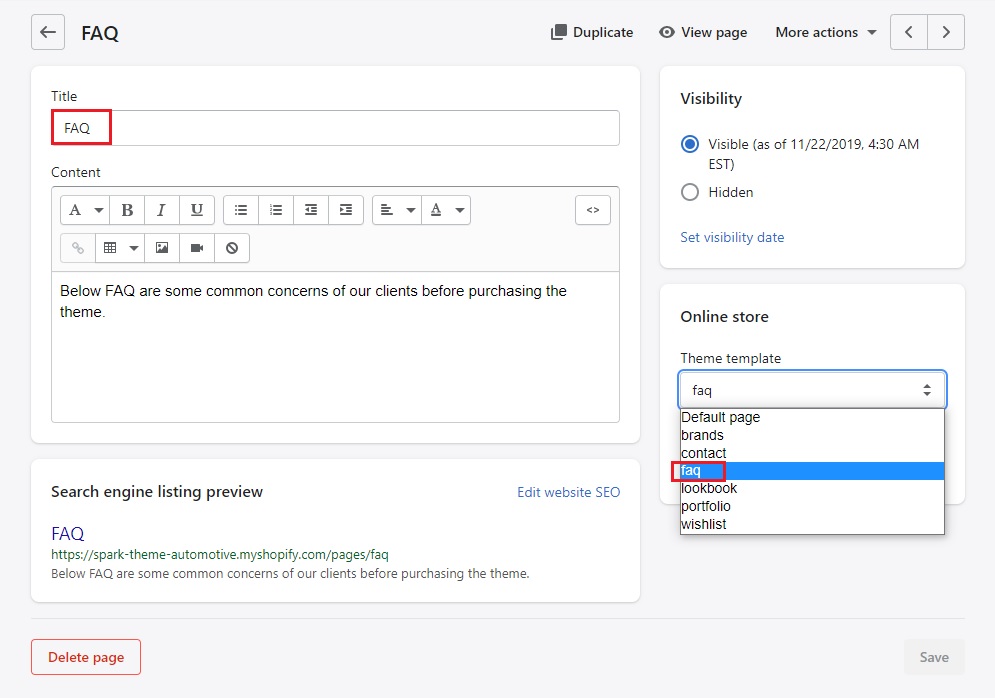 FAQ
Duplicate
View page
More actions
Title
FAQ
Content
A
B
I
U
A
<>
Below FAQ are some common concerns of our clients before purchasing the
theme.
Search engine listing preview
Edit website SEO
FAQ
https://spark-theme-automotive.myshopify.com/pages/faq
Below FAQ are some common concerns of our clients before purchasing the theme.
Visibility
Visible (as of 11/22/2019, 4:30 AM
EST)
Hidden
Set visibility date
Online store
Theme template
faq
Default page
brands
contact
faq
lookbook
portfolio
wishlist
Delete page
Save